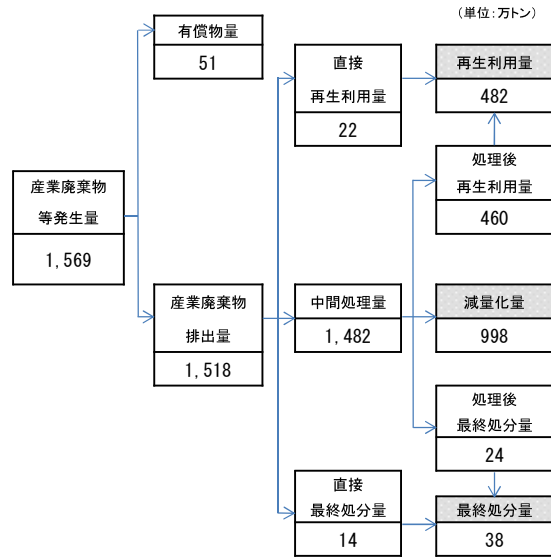 (単位:万トン)
有償物量
51
直接
再生利用量
22
再生利用量
482
処理後
再生利用量
460
産業廃棄物
等発生量
1,569
産業廃棄物
排出量
1,518
中間処理量
1,482
減量化量
998
処理後
最終処分量
24
直接
最終処分量
14
最終処分量
38